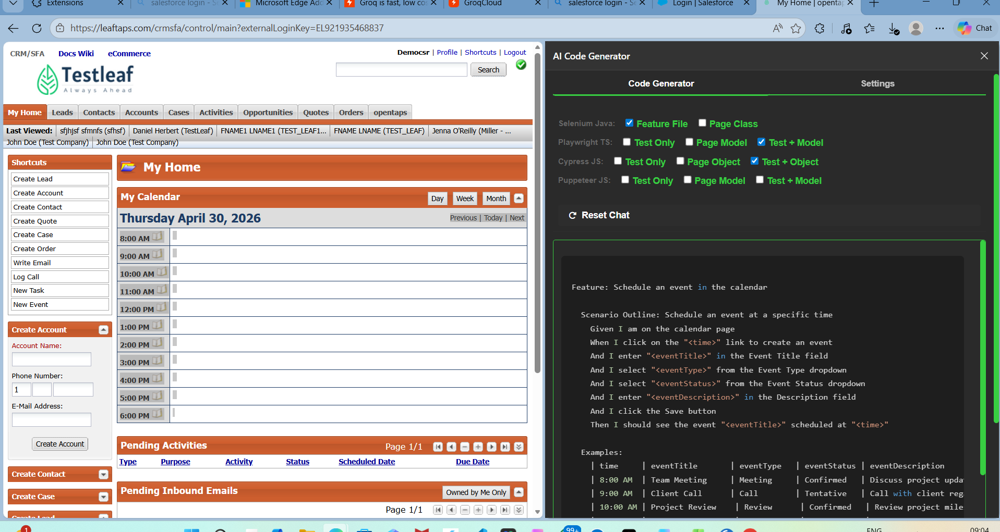 Extensions
salesforce login - Se
Microsoft Edge Add
Groq is fast, low cos
GroqCloud
salesforce login - Se
Login | Salesforce
My Home | opentap
https://leaftaps.com/crmsfa/control/main?externalLoginKey=EL921935468837
Chat
CRM/SFA Docs Wiki eCommerce
Democsr | Profile | Shortcuts | Logout
Testleaf
Always Ahead
Search
My Home Leads Contacts Accounts Cases Activities Opportunities Quotes Orders opentaps
Last Viewed: sfjhjsf sfmnfs (sfhsf) Daniel Herbert (TestLeaf) FNAME1 LNAME1 (TEST_LEAF1... FNAME LNAME (TEST_LEAF) Jenna O'Reilly (Miller - ...
John Doe (Test Company) John Doe (Test Company)
Shortcuts
Create Lead
Create Account
Create Contact
Create Quote
Create Case
Create Order
Write Email
Log Call
New Task
New Event
Create Account
Account Name:
Phone Number:
1
E-Mail Address:
Create Account
Create Contact
Create Case
Create Lead
My Home
My Calendar
Day Week Month
Thursday April 30, 2026
Previous | Today | Next
8:00 AM
9:00 AM
10:00 AM
11:00 AM
12:00 PM
1:00 PM
2:00 PM
3:00 PM
4:00 PM
5:00 PM
6:00 PM
Pending Activities
Page 1/1
Type Purpose Activity Status Scheduled Date Due Date
Pending Inbound Emails
Owned by Me Only
Page 1/1
AI Code Generator
Code Generator Settings
Selenium Java: Feature File Page Class
Playwright TS: Test Only Page Model Test + Model
Cypress JS: Test Only Page Object Test + Object
Puppeteer JS: Test Only Page Model Test + Model
Reset Chat
Feature: Schedule an event in the calendar
Scenario Outline: Schedule an event at a specific time
Given I am on the calendar page
When I click on the "<time>" link to create an event
And I enter "<eventTitle>" in the Event Title field
And I select "<eventType>" from the Event Type dropdown
And I select "<eventStatus>" from the Event Status dropdown
And I enter "<eventDescription>" in the Description field
And I click the Save button
Then I should see the event "<eventTitle>" scheduled at "<time>"
Examples:
| time | eventTitle | eventType | eventStatus | eventDescription
| 8:00 AM | Team Meeting | Meeting | Confirmed | Discuss project upda
| 9:00 AM | Client Call | Call | Tentative | Call with client reg
| 10:00 AM | Project Review | Review | Confirmed | Review project mile
1
99+
ENG
09:04